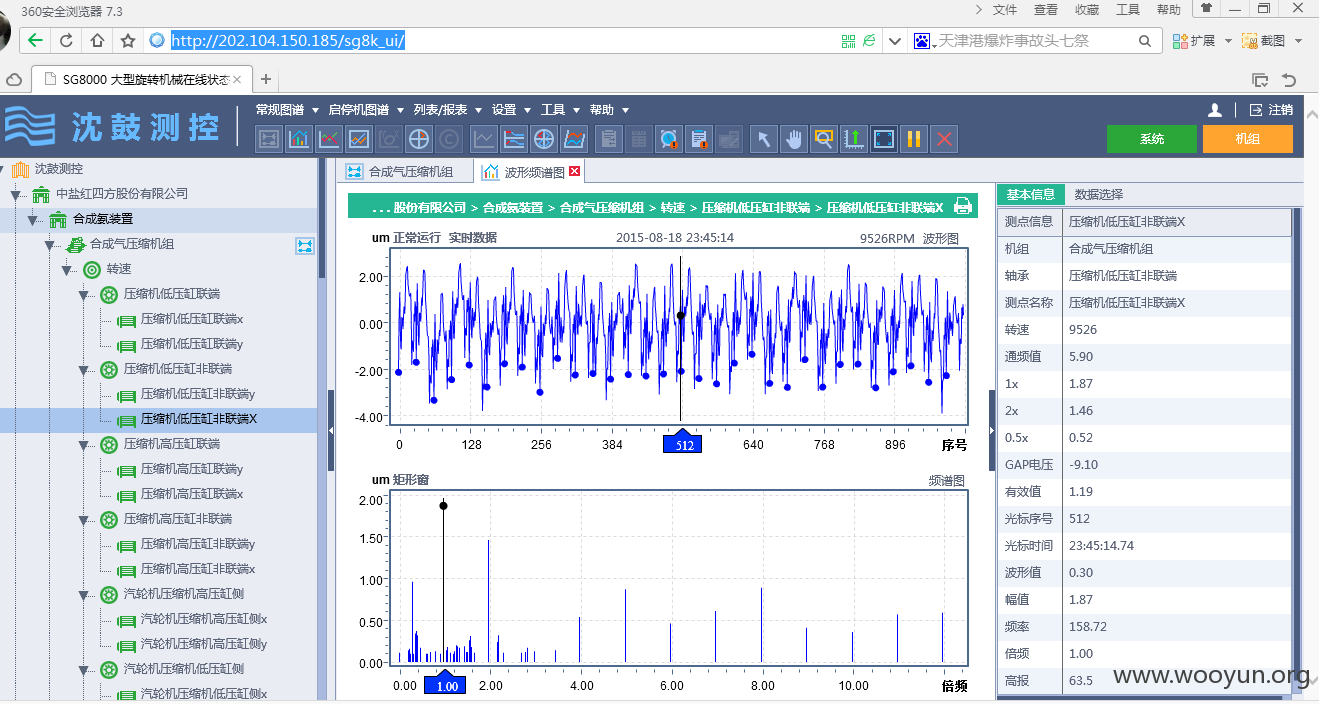 360安全浏览器 7.3
文件 查看 收藏 工具 帮助
http://202.104.150.185/sg8k_ui/
天津港爆炸事故头七祭
扩展 截图
SG8000 大型旋转机械在线状态
沈鼓测控
常规图谱 启停机图谱 列表/报表 设置 工具 帮助
注销
系统 机组
沈鼓测控
中盐红四方股份有限公司
合成氨装置
合成气压缩机组
转速
压缩机低压缸联端
压缩机低压缸联端x
压缩机低压缸联端y
压缩机低压缸非联端
压缩机低压缸非联端y
压缩机低压缸非联端X
压缩机高压缸联端
压缩机高压缸联端y
压缩机高压缸联端x
压缩机高压缸非联端
压缩机高压缸非联端y
压缩机高压缸非联端x
汽轮机压缩机高压缸侧
汽轮机压缩机高压缸侧x
汽轮机压缩机高压缸侧y
汽轮机压缩机低压缸侧
汽轮机压缩机低压缸侧x
合成气压缩机组 波形频谱图
...股份有限公司 > 合成氨装置 > 合成气压缩机组 > 转速 > 压缩机低压缸非联端 > 压缩机低压缸非联端X
um 正常运行 实时数据 2015-08-18 23:45:14 9526RPM 波形图
2.00
0.00
-2.00
-4.00
0 128 256 384 512 640 768 896 序号
um 矩形窗 频谱图
2.00
1.50
1.00
0.50
0.00
0.00 1.00 2.00 4.00 6.00 8.00 10.00 倍频
基本信息 数据选择
测点信息 压缩机低压缸非联端X
机组 合成气压缩机组
轴承 压缩机低压缸非联端
测点名称 压缩机低压缸非联端X
转速 9526
通频值 5.90
1x 1.87
2x 1.46
0.5x 0.52
GAP电压 -9.10
有效值 1.19
光标序号 512
光标时间 23:45:14.74
波形值 0.30
幅值 1.87
频率 158.72
倍频 1.00
高报 63.5
www.wooyun.org